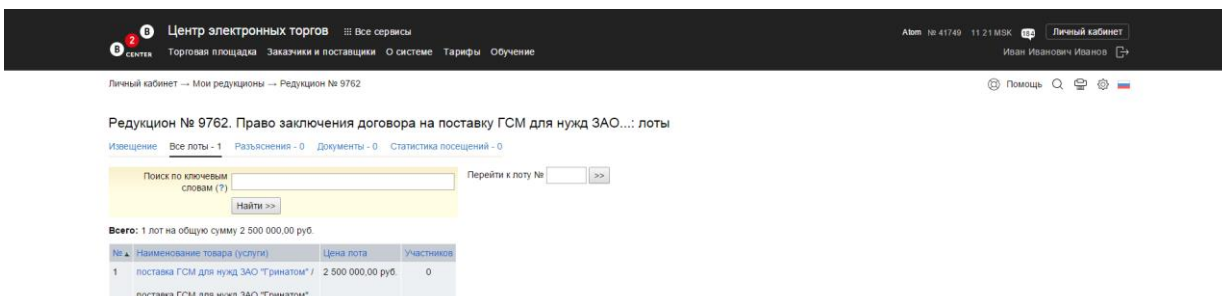 B 2 B CENTER
Центр электронных торгов Все сервисы
Торговая площадка Заказчики и поставщики О системе Тарифы Обучение
Atom № 41749 11 21 MSK 184 Личный кабинет
Иван Иванович Иванов
Личный кабинет → Мои редукционы → Редукцион № 9762
Помощь
Редукцион № 9762. Право заключения договора на поставку ГСМ для нужд ЗАО...: лоты
Извещение Все лоты - 1 Разъяснения - 0 Документы - 0 Статистика посещений - 0
Поиск по ключевым
словам (?)
Найти >>
Перейти к лоту № >>
Всего: 1 лот на общую сумму 2 500 000,00 руб.
№ Наименование товара (услуги) Цена лота Участников
1 поставка ГСМ для нужд ЗАО "Гринатом" / 2 500 000,00 руб. 0
поставка ГСМ для нужд ЗАО "Гринатом"